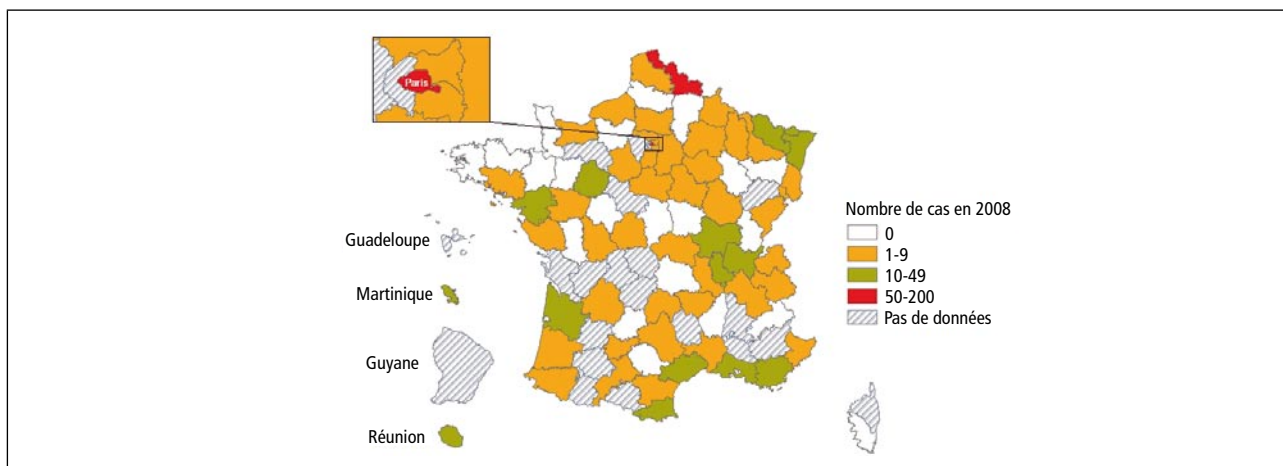 Paris
Guadeloupe
Martinique
Guyane
Réunion
Nombre de cas en 2008
0
1-9
10-49
50-200
Pas de données